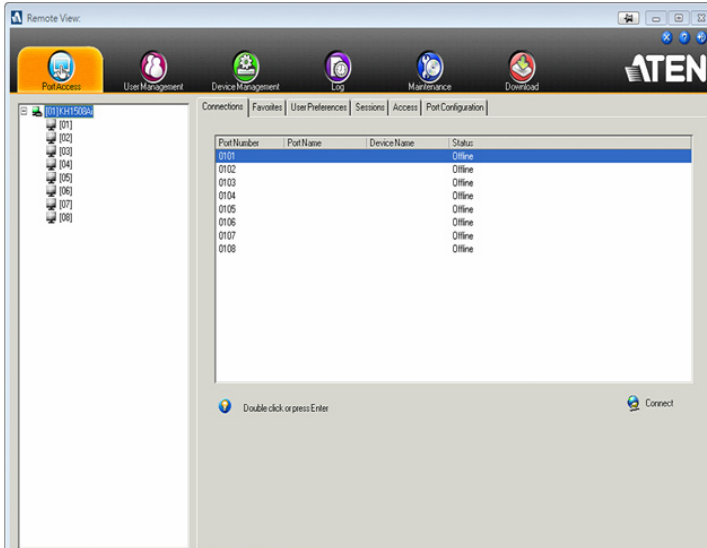 Remote View:
ATEN
Port Access User Management Device Management Log Maintenance Download
[01]KH1508Ai
[01]
[02]
[03]
[04]
[05]
[06]
[07]
[08]
Connections Favorites User Preferences Sessions Access Port Configuration
Port Number Port Name Device Name Status
0101 Offline
0102 Offline
0103 Offline
0104 Offline
0105 Offline
0106 Offline
0107 Offline
0108 Offline
Double click or press Enter
Connect